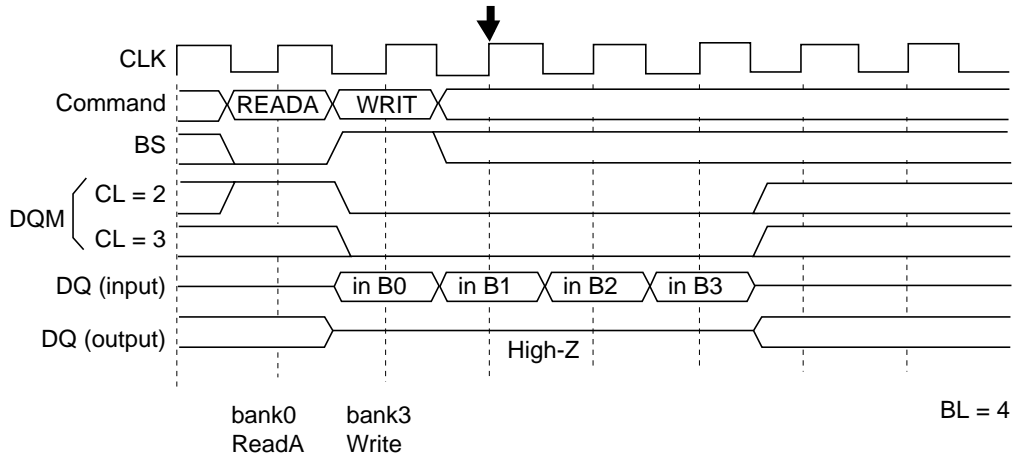 CLK
Command READA WRIT
BS
DQM
CL = 2
CL = 3
DQ (input) in B0 in B1 in B2 in B3
DQ (output) High-Z
bank0 bank3 BL = 4
ReadA Write